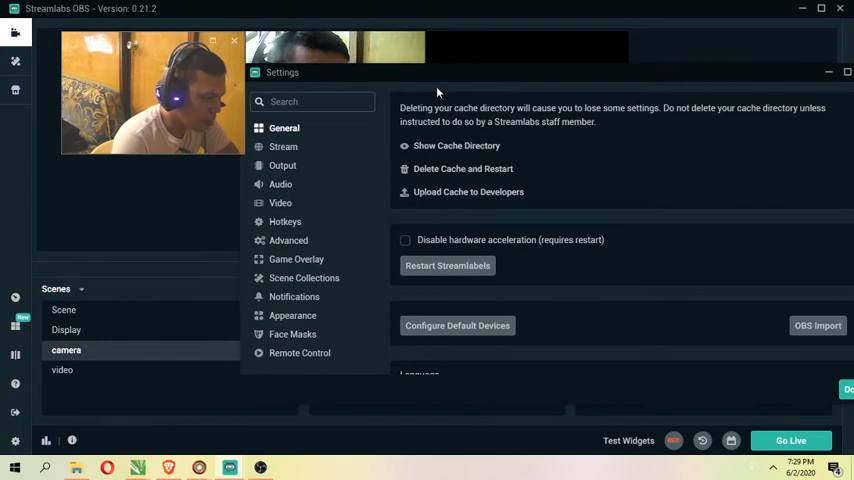 Streamlabs OBS - Version: 0.21.2
Settings
Search
General
Stream
Output
Audio
Video
Hotkeys
Advanced
Game Overlay
Scene Collections
Notifications
Appearance
Face Masks
Remote Control
Deleting your cache directory will cause you to lose some settings. Do not delete your cache directory unless
instructed to do so by a Streamlabs staff member.
Show Cache Directory
Delete Cache and Restart
Upload Cache to Developers
Disable hardware acceleration (requires restart)
Restart Streamlabels
Configure Default Devices
OBS Import
Language
Do
Scenes
Scene
Display
camera
video
New
Test Widgets
REC
Go Live
7:29 PM
6/2/2020
4